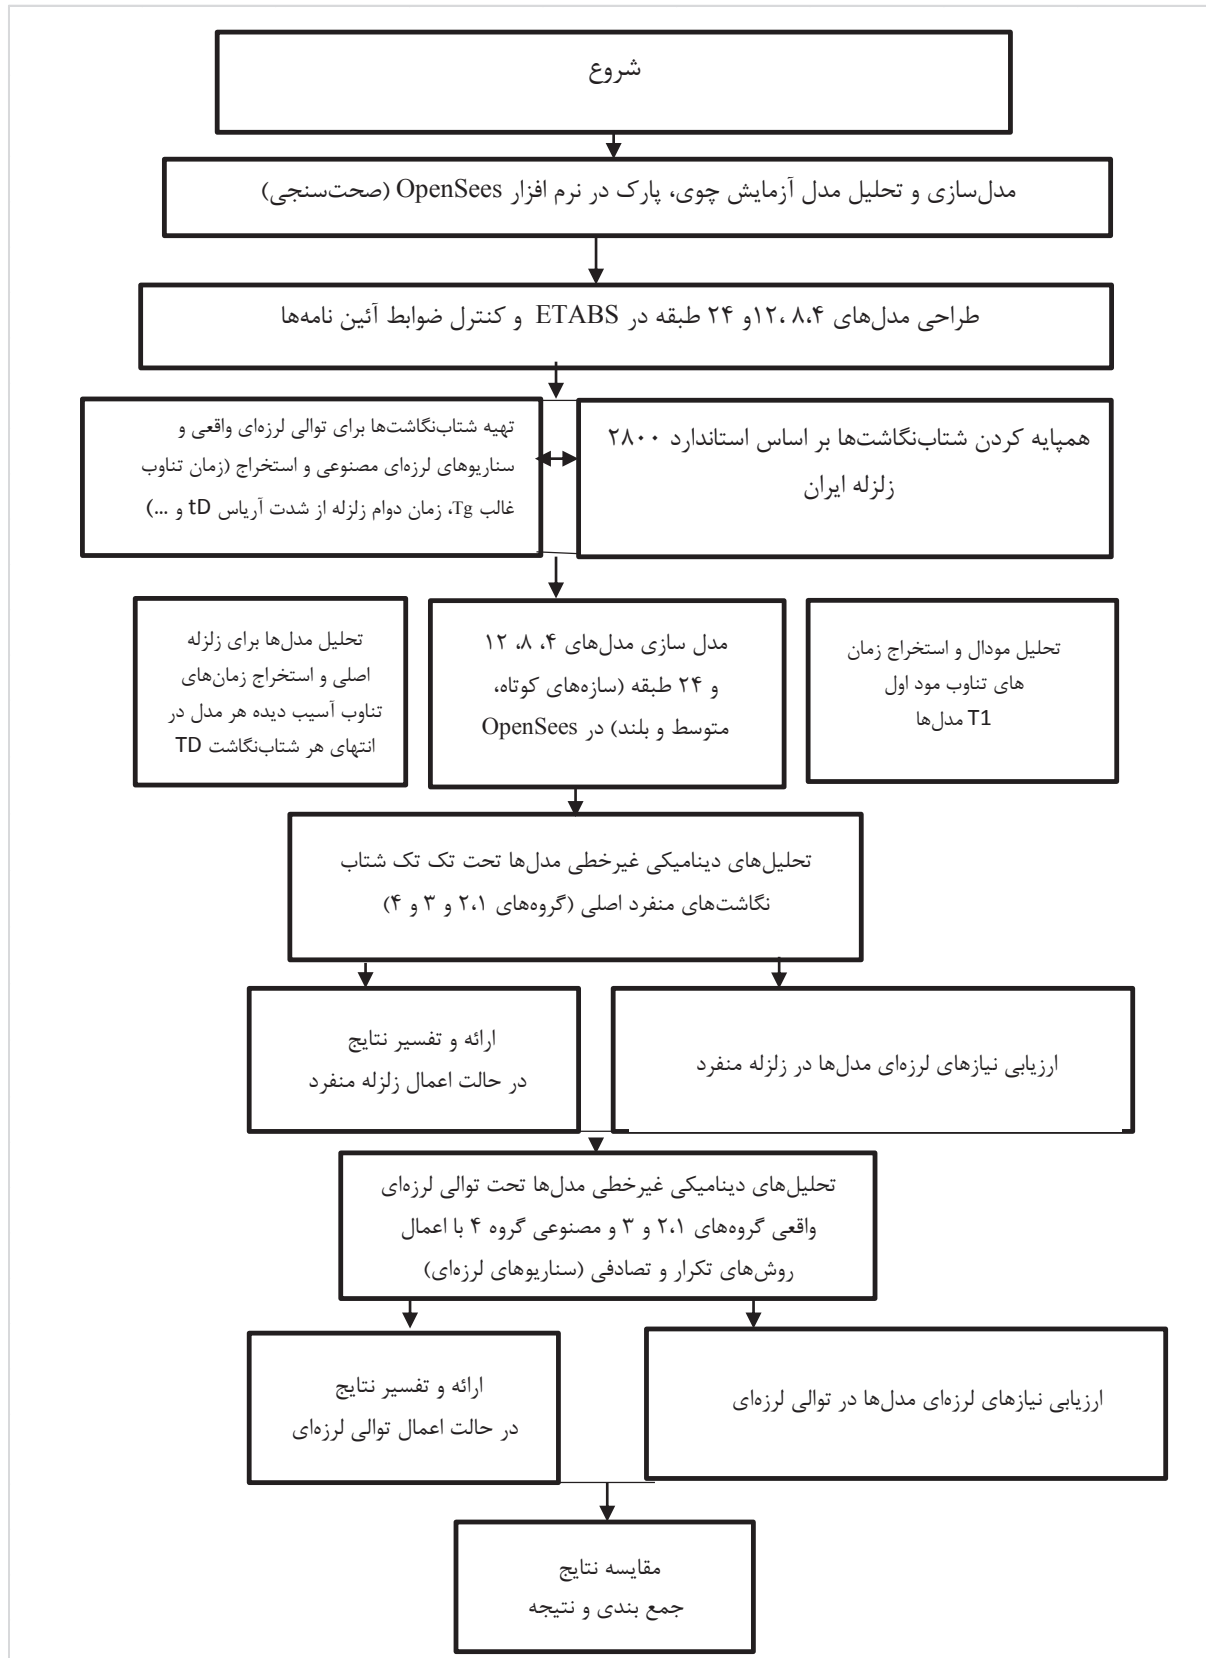 شروع
مدل‌سازی و تحلیل مدل آزمایش چوی، پارک در نرم افزار OpenSees (صحت‌سنجی)
طراحی مدل‌های ۸،۴ ،۱۲و ۲۴ طبقه در ETABS و کنترل ضوابط آئین نامه‌ها
همپایه کردن شتاب‌نگاشت‌ها بر اساس استاندارد ۲۸۰۰
زلزله ایران
تهیه شتاب‌نگاشت‌ها برای توالی لرزه‌ای واقعی و
سناریوهای لرزه‌ای مصنوعی و استخراج (زمان تناوب
غالب Tg، زمان دوام زلزله از شدت آریاس tD و ...)
تحلیل مودال و استخراج زمان
های تناوب مود اول
T1 مدل‌ها
مدل سازی مدل‌های ۴، ۸، ۱۲
و ۲۴ طبقه (سازه‌های کوتاه،
متوسط و بلند) در OpenSees
تحلیل مدل‌ها برای زلزله
اصلی و استخراج زمان‌های
تناوب آسیب دیده هر مدل در
انتهای هر شتاب‌نگاشت TD
تحلیل‌های دینامیکی غیرخطی مدل‌ها تحت تک تک شتاب
نگاشت‌های منفرد اصلی (گروه‌های ۲،۱ و ۳ و ۴)
ارزیابی نیازهای لرزه‌ای مدل‌ها در زلزله منفرد
ارائه و تفسیر نتایج
در حالت اعمال زلزله منفرد
تحلیل‌های دینامیکی غیرخطی مدل‌ها تحت توالی لرزه‌ای
واقعی گروه‌های ۲،۱ و ۳ و مصنوعی گروه ۴ با اعمال
روش‌های تکرار و تصادفی (سناریوهای لرزه‌ای)
ارزیابی نیازهای لرزه‌ای مدل‌ها در توالی لرزه‌ای
ارائه و تفسیر نتایج
در حالت اعمال توالی لرزه‌ای
مقایسه نتایج
جمع بندی و نتیجه